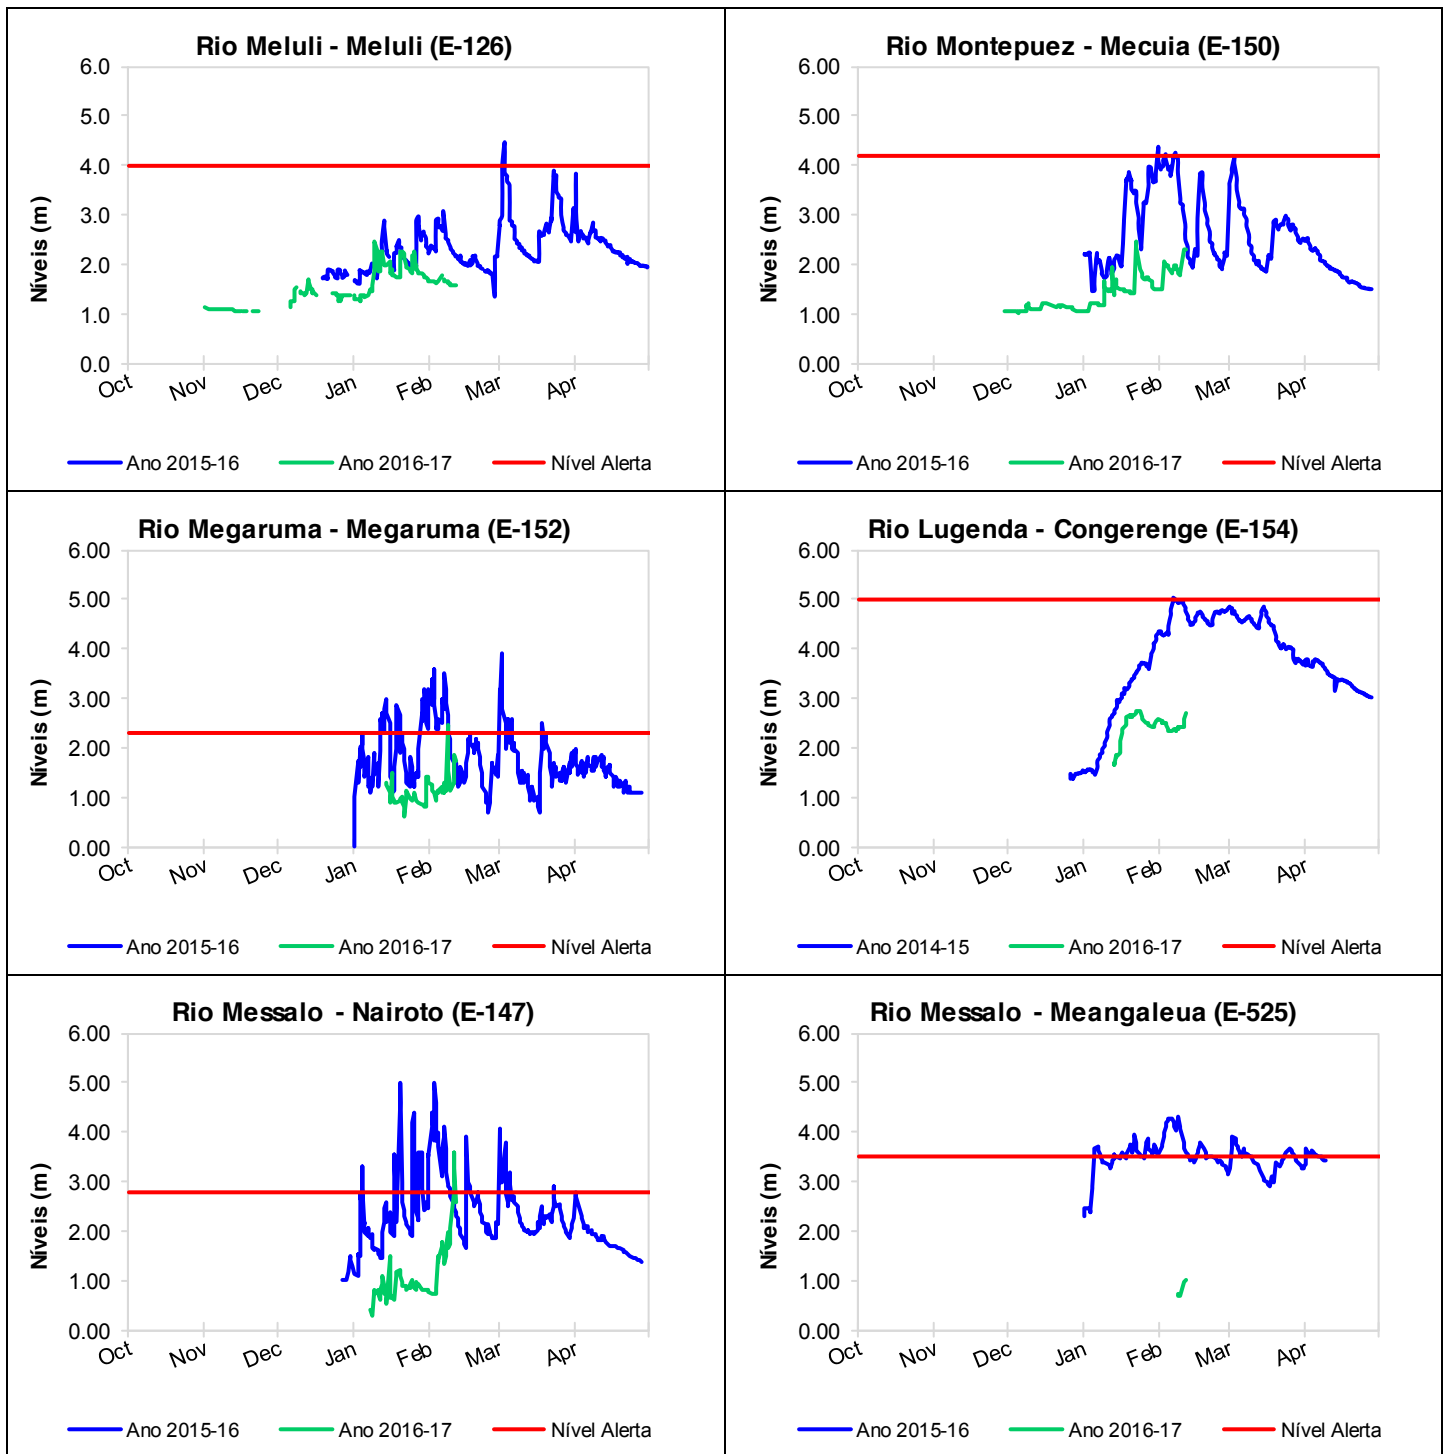 Rio Meluli - Meluli (E-126)
6.0
5.0
4.0
3.0
2.0
1.0
0.0
Níveis (m)
Oct Nov Dec Jan Feb Mar Apr
Ano 2015-16 Ano 2016-17 Nível Alerta
Rio Montepuez - Mecuia (E-150)
6.00
5.00
4.00
3.00
2.00
1.00
0.00
Níveis (m)
Oct Nov Dec Jan Feb Mar Apr
Ano 2015-16 Ano 2016-17 Nível Alerta
Rio Megaruma - Megaruma (E-152)
6.00
5.00
4.00
3.00
2.00
1.00
0.00
Níveis (m)
Oct Nov Dec Jan Feb Mar Apr
Ano 2015-16 Ano 2016-17 Nível Alerta
Rio Lugenda - Congerenge (E-154)
6.00
5.00
4.00
3.00
2.00
1.00
0.00
Níveis (m)
Oct Nov Dec Jan Feb Mar Apr
Ano 2014-15 Ano 2016-17 Nível Alerta
Rio Messalo - Nairoto (E-147)
6.00
5.00
4.00
3.00
2.00
1.00
0.00
Níveis (m)
Oct Nov Dec Jan Feb Mar Apr
Ano 2015-16 Ano 2016-17 Nível Alerta
Rio Messalo - Meangaleua (E-525)
6.00
5.00
4.00
3.00
2.00
1.00
0.00
Níveis (m)
Oct Nov Dec Jan Feb Mar Apr
Ano 2015-16 Ano 2016-17 Nível Alerta